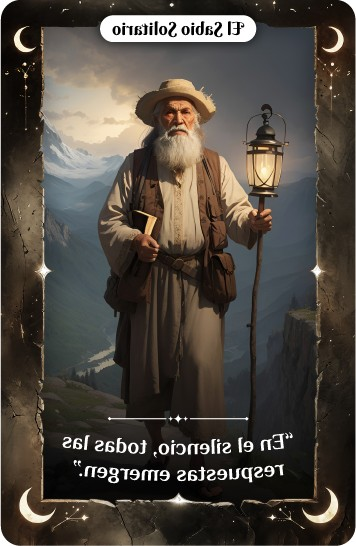 "El Sabio Solitario
"En el silencio, todas las
respuestas emergen."